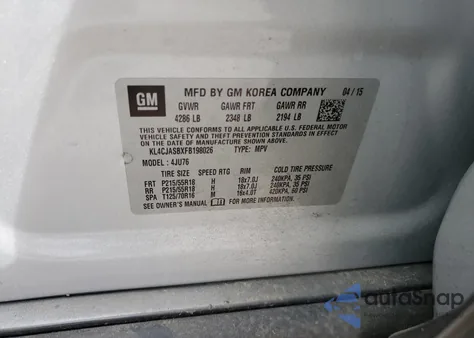 GM
MFD BY GM KOREA COMPANY 04 / 15
GVWR GAWR FRT GAWR RR
4286 LB 2348 LB 2194 LB
THIS VEHICLE CONFORMS TO ALL APPLICABLE U.S. FEDERAL MOTOR
VEHICLE SAFETY, BUMPER, AND THEFT PREVENTION STANDARDS IN
EFFECT ON THE DATE OF MANUFACTURE SHOWN ABOVE.
KL4CJASBXFB198026 TYPE: MPV
MODEL : 4JU76
TIRE SIZE SPEED RTG RIM COLD TIRE PRESSURE
FRT P215/55R18 H 18x7.0J 240KPA, 35 PSI
RR P215/55R18 H 18x7.0J 240KPA, 35 PSI
SPA T125/70R16 M 16x4.0T 420KPA, 60 PSI
SEE OWNER'S MANUAL
autoSnap